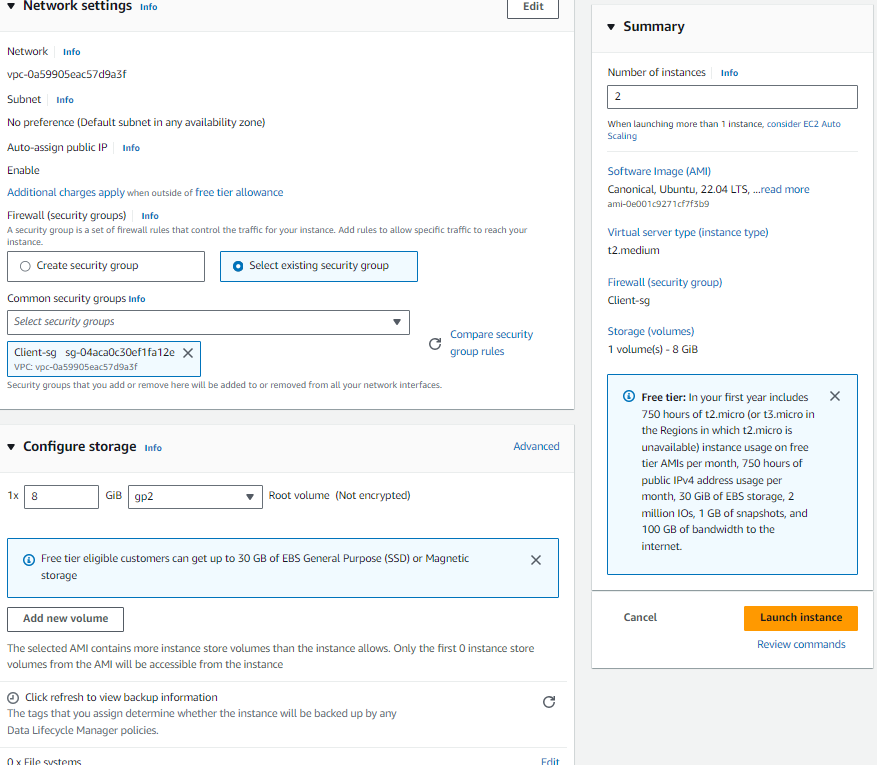 Network settings Info
Edit
Network Info
vpc-0a59905eac57d9a3f
Subnet Info
No preference (Default subnet in any availability zone)
Auto-assign public IP Info
Enable
Additional charges apply when outside of free tier allowance
Firewall (security groups) Info
A security group is a set of firewall rules that control the traffic for your instance. Add rules to allow specific traffic to reach your
instance.
Create security group
Select existing security group
Common security groups Info
Select security groups
Compare security
group rules
Client-sg sg-04aca0c30ef1fa12e
VPC: vpc-0a59905eac57d9a3f
Security groups that you add or remove here will be added to or removed from all your network interfaces.
Configure storage Info
Advanced
1x 8 GiB gp2 Root volume (Not encrypted)
Free tier eligible customers can get up to 30 GB of EBS General Purpose (SSD) or Magnetic
storage
Add new volume
The selected AMI contains more instance store volumes than the instance allows. Only the first 0 instance store
volumes from the AMI will be accessible from the instance
Click refresh to view backup information
The tags that you assign determine whether the instance will be backed up by any
Data Lifecycle Manager policies.
0 x File systems
Edit
Summary
Number of instances Info
2
When launching more than 1 instance, consider EC2 Auto
Scaling
Software Image (AMI)
Canonical, Ubuntu, 22.04 LTS, ...read more
ami-0e001c9271cf7f3b9
Virtual server type (instance type)
t2.medium
Firewall (security group)
Client-sg
Storage (volumes)
1 volume(s) - 8 GiB
Free tier: In your first year includes
750 hours of t2.micro (or t3.micro in
the Regions in which t2.micro is
unavailable) instance usage on free
tier AMIs per month, 750 hours of
public IPv4 address usage per
month, 30 GiB of EBS storage, 2
million IOs, 1 GB of snapshots, and
100 GB of bandwidth to the
internet.
Cancel
Launch instance
Review commands